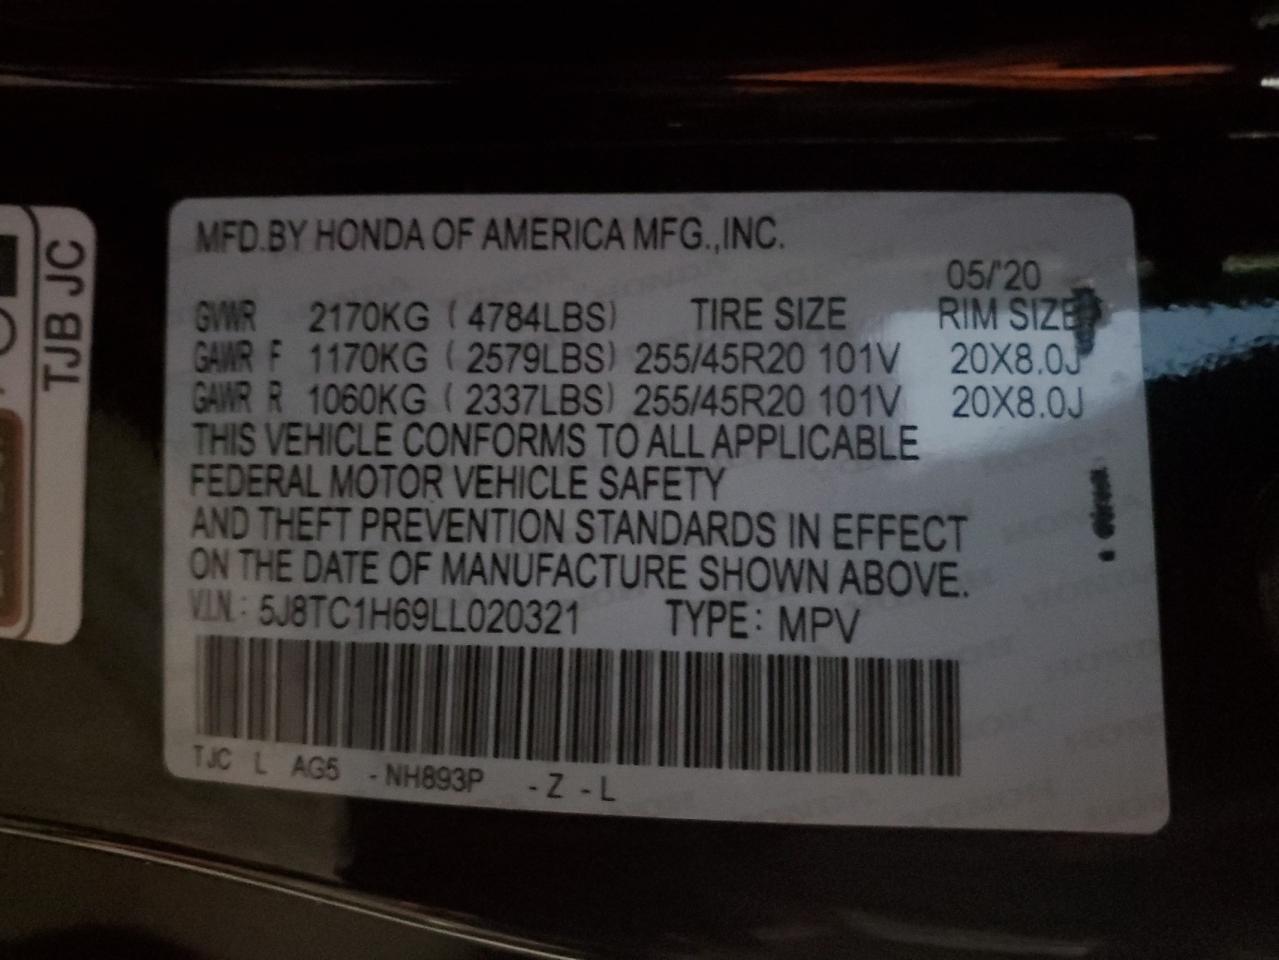 TJB JC
MFD.BY HONDA OF AMERICA MFG.,INC.
05/'20
GVWR 2170KG ( 4784LBS) TIRE SIZE RIM SIZE
GAWR F 1170KG ( 2579LBS) 255/45R20 101V 20X8.0J
GAWR R 1060KG ( 2337LBS) 255/45R20 101V 20X8.0J
THIS VEHICLE CONFORMS TO ALL APPLICABLE
FEDERAL MOTOR VEHICLE SAFETY
AND THEFT PREVENTION STANDARDS IN EFFECT
ON THE DATE OF MANUFACTURE SHOWN ABOVE.
V.I.N.: 5J8TC1H69LL020321 TYPE: MPV
TJC L AG5 -NH893P -Z -L